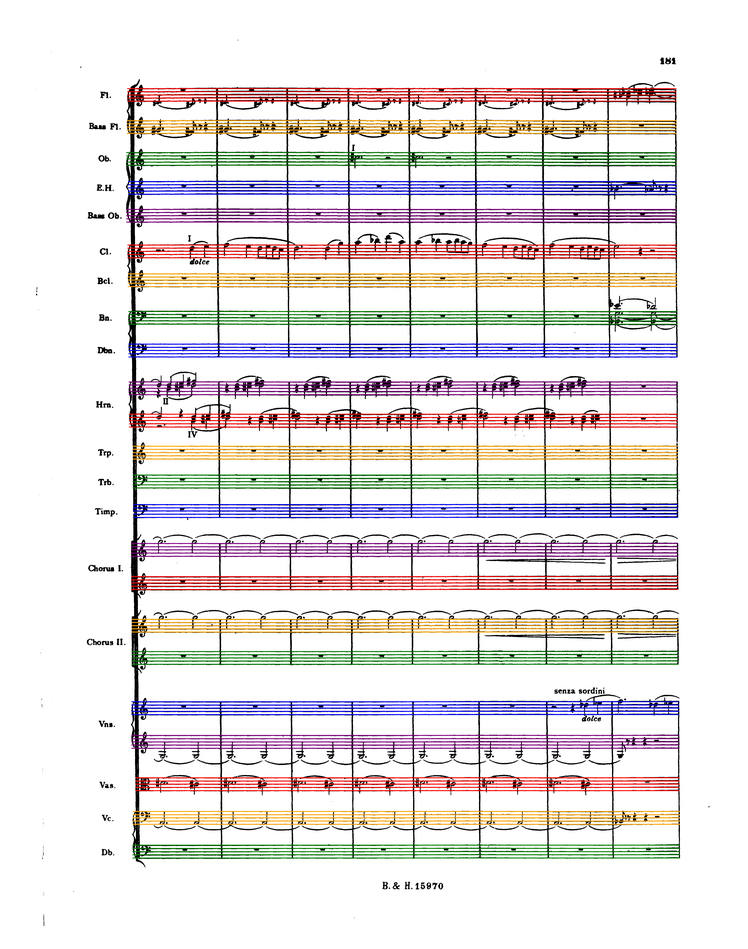 181
Fl.
Bass Fl.
Ob.
I
E.H.
Bass Ob.
I
Cl.
dolce
Bcl.
Bn.
Dbn.
II
Hrn.
IV
Trp.
Trb.
Timp.
Chorus I.
Chorus II.
senza sordini
Vns.
dolce
Vas.
Vc.
Db.
B. & H. 15970